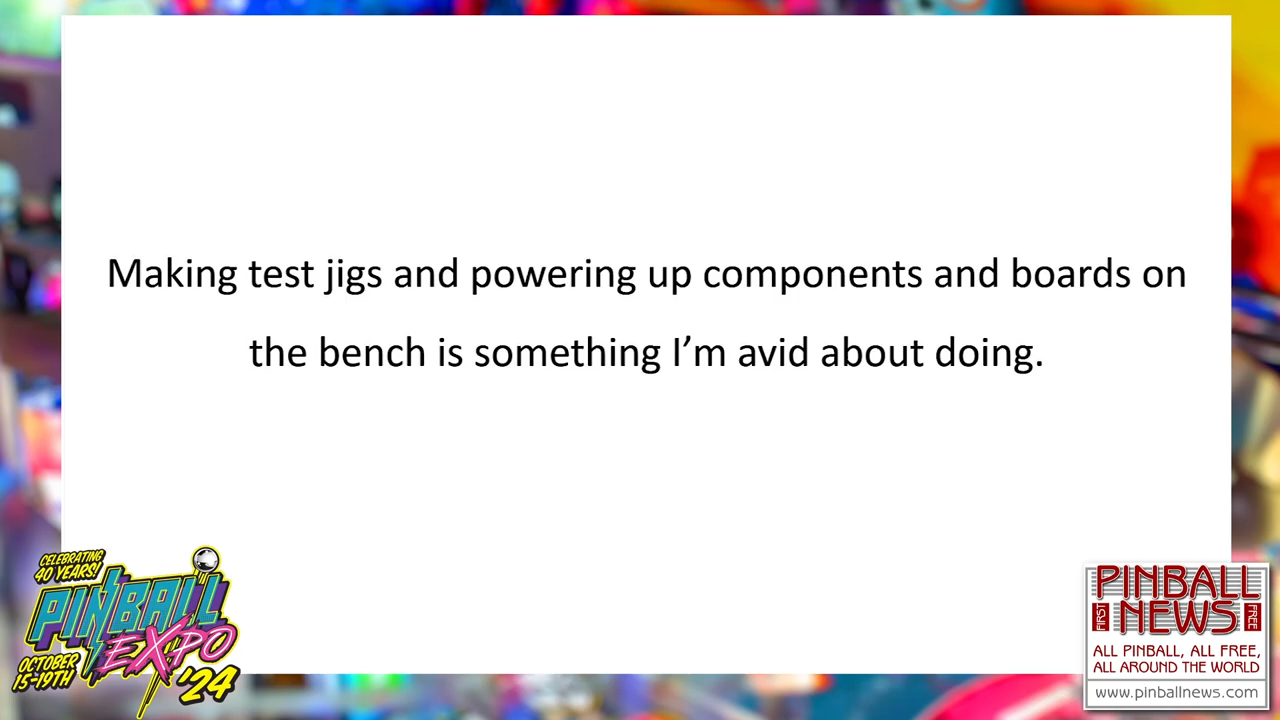 Making test jigs and powering up components and boards on
the bench is something I’m avid about doing.
CELEBRATING
40 YEARS!
PINBALL
EXPO
OCTOBER
15-19TH
'24
PINBALL
FIRST NEWS FREE
ALL PINBALL, ALL FREE,
ALL AROUND THE WORLD
www.pinballnews.com